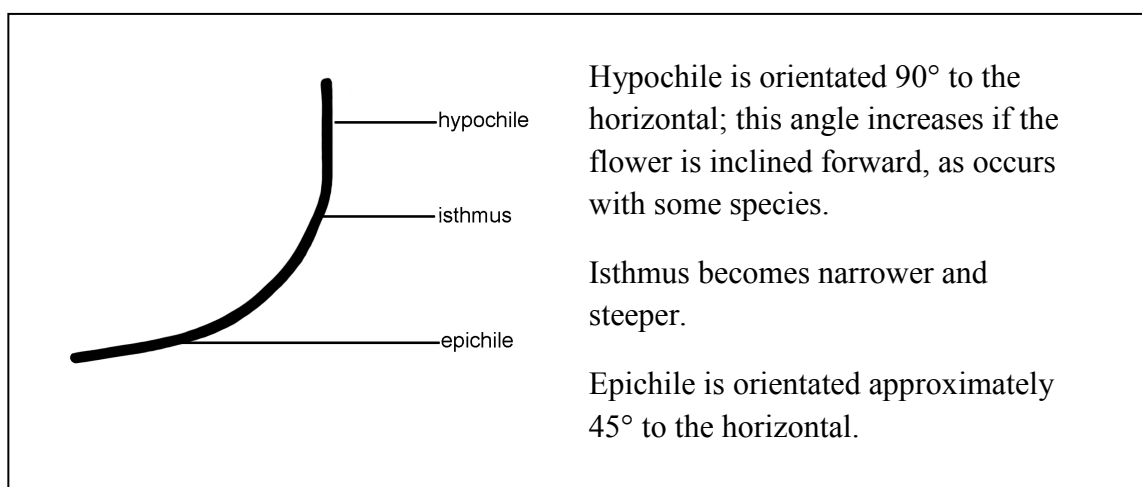 hypochile
isthmus
epichile
Hypochile is orientated 90° to the
horizontal; this angle increases if the
flower is inclined forward, as occurs
with some species.
Isthmus becomes narrower and
steeper.
Epichile is orientated approximately
45° to the horizontal.